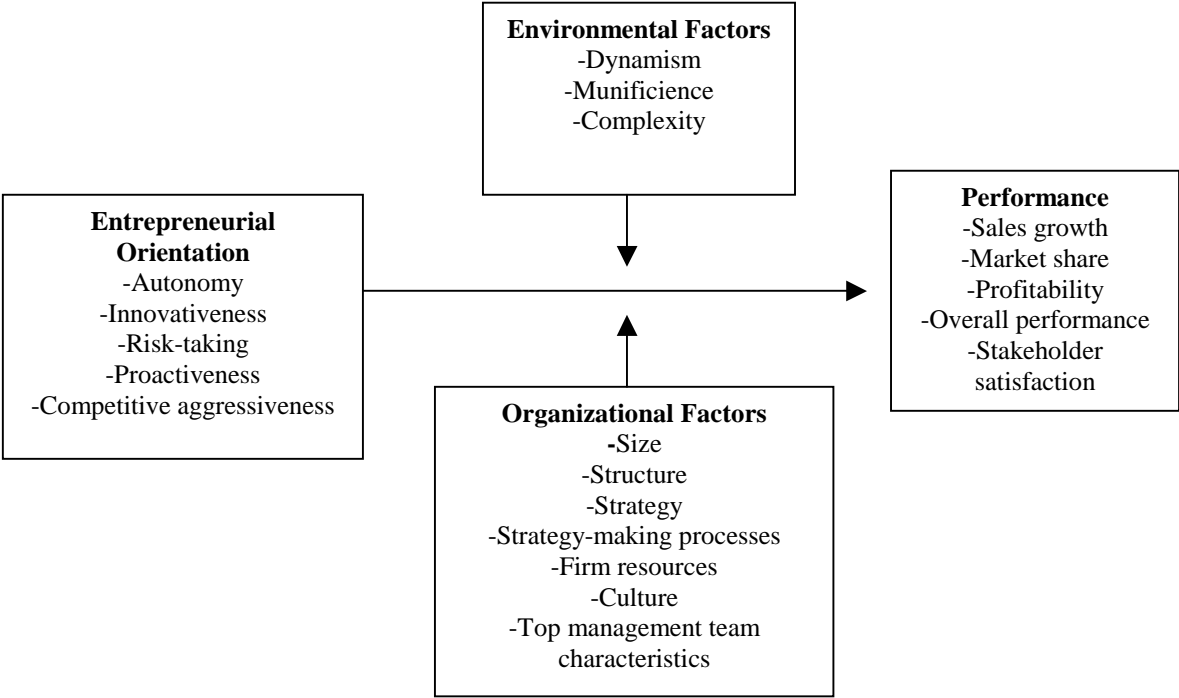 Environmental Factors
-Dynamism
-Munificience
-Complexity
Entrepreneurial
Orientation
-Autonomy
-Innovativeness
-Risk-taking
-Proactiveness
-Competitive aggressiveness
Performance
-Sales growth
-Market share
-Profitability
-Overall performance
-Stakeholder
satisfaction
Organizational Factors
-Size
-Structure
-Strategy
-Strategy-making processes
-Firm resources
-Culture
-Top management team
characteristics